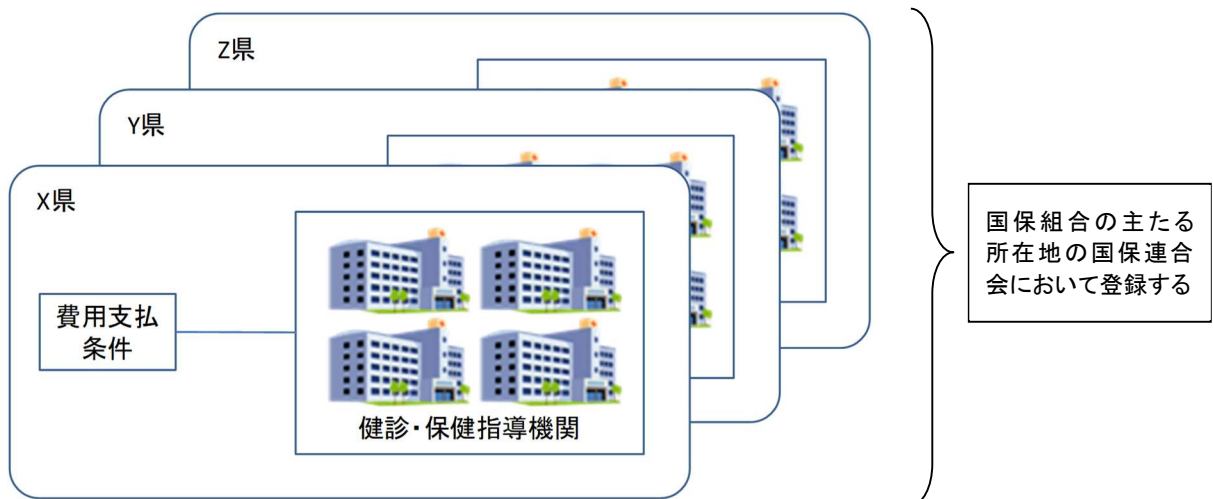 Z県
Y県
X県
費用支払
条件
健診・保健指導機関
国保組合の主たる
所在地の国保連合
会において登録する